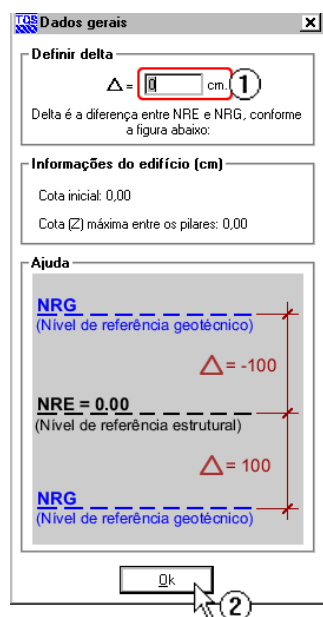 TQS Dados gerais
Definir delta
Δ = 0 cm. 1
Delta é a diferença entre NRE e NRG, conforme
a figura abaixo:
Informações do edifício (cm)
Cota inicial: 0,00
Cota (Z) máxima entre os pilares: 0,00
Ajuda
NRG
(Nível de referência geotécnico)
Δ = -100
NRE = 0.00
(Nível de referência estrutural)
Δ = 100
NRG
(Nível de referência geotécnico)
Ok
2